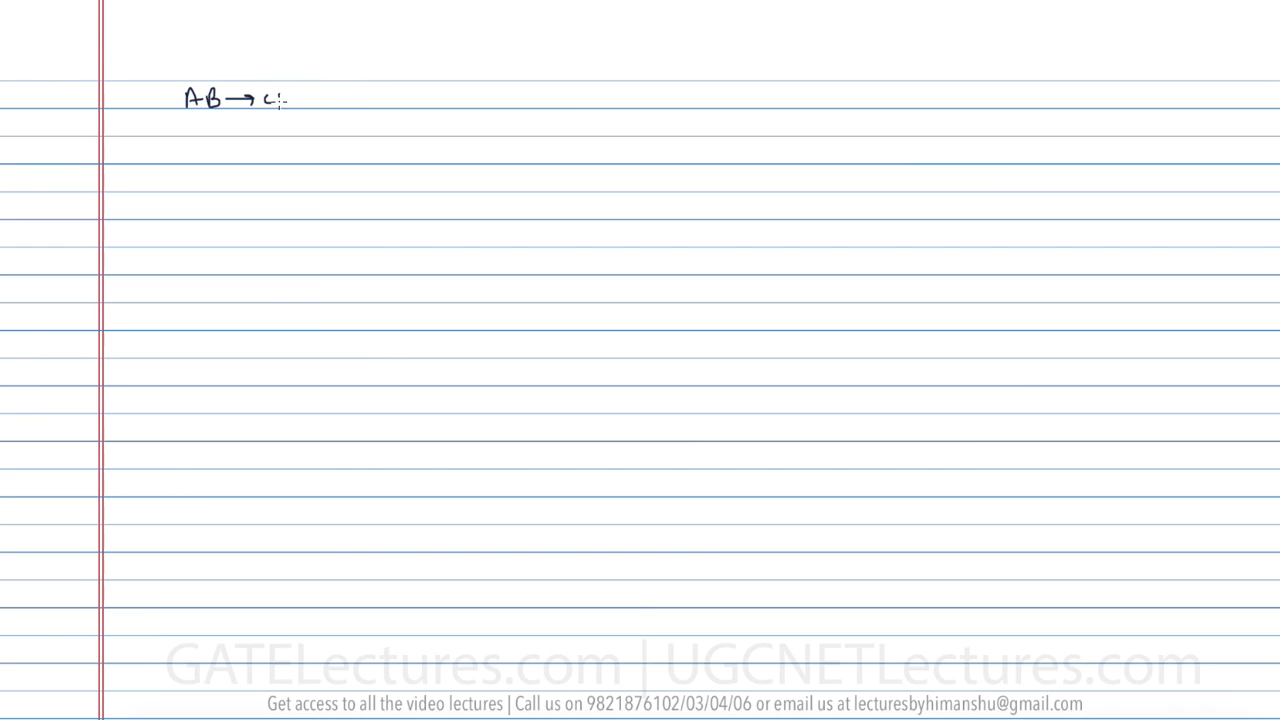 AB → C
GATELectures.com | UGCNETLectures.com
Get access to all the video lectures | Call us on 9821876102/03/04/06 or email us at lecturesbyhimanshu@gmail.com